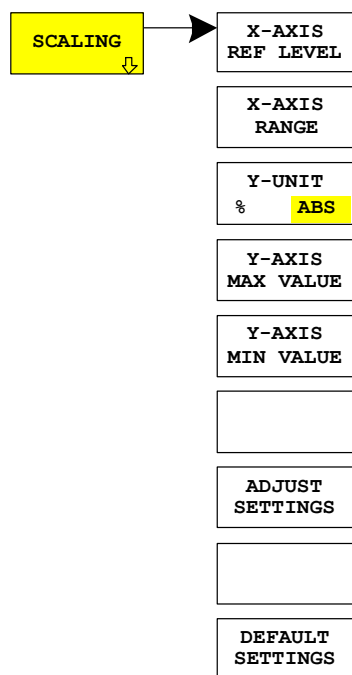 SCALING
X-AXIS
REF LEVEL
X-AXIS
RANGE
Y-UNIT
% ABS
Y-AXIS
MAX VALUE
Y-AXIS
MIN VALUE
ADJUST
SETTINGS
DEFAULT
SETTINGS